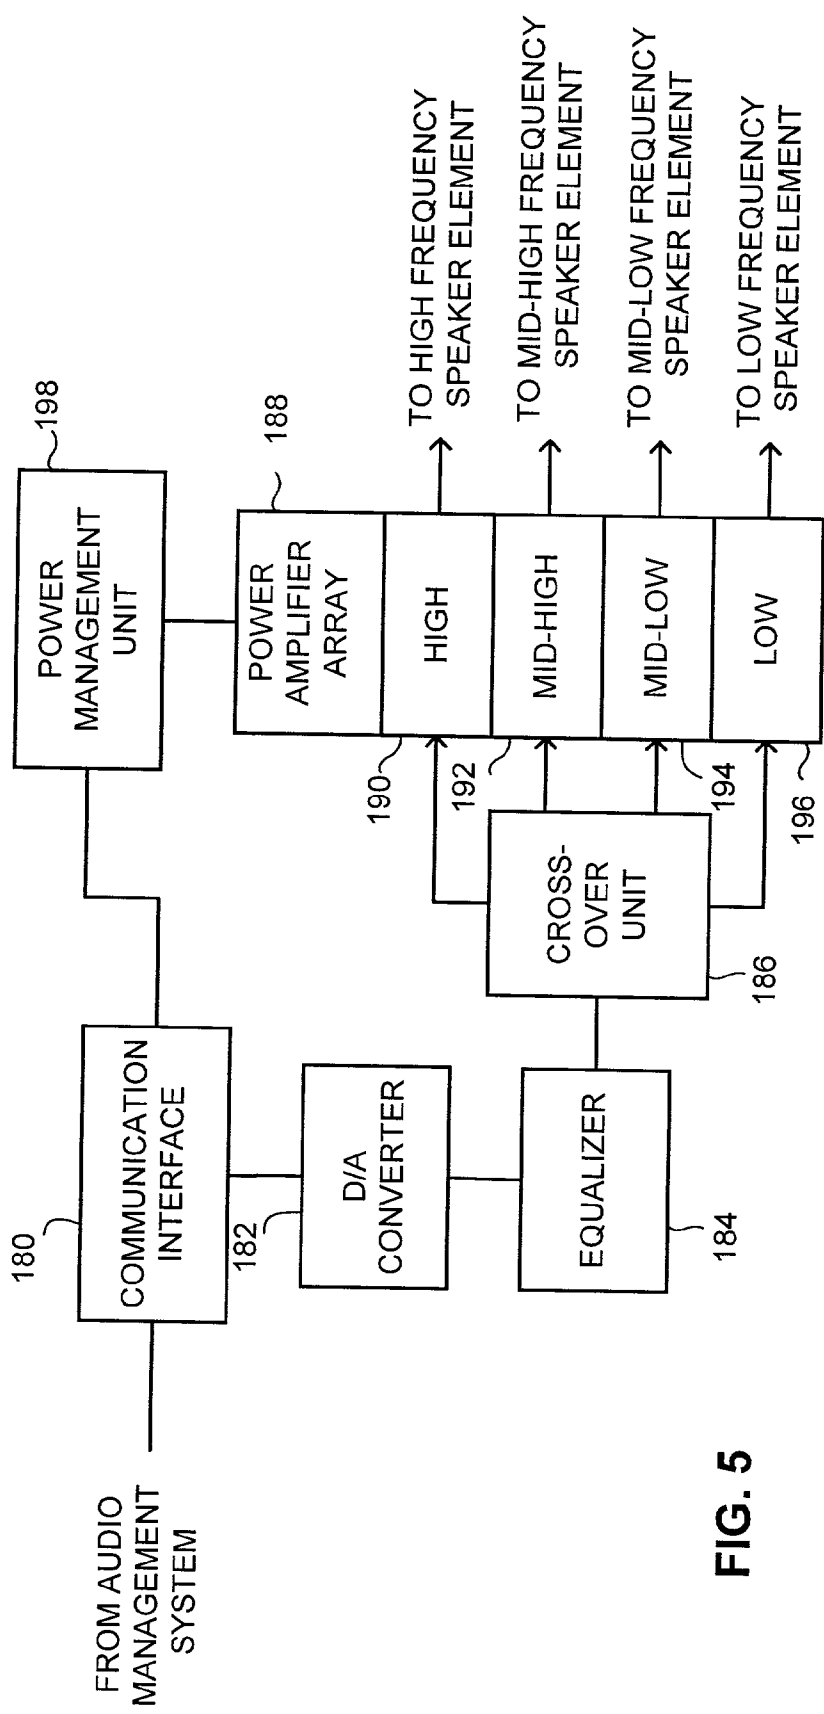 FROM AUDIO
MANAGEMENT
SYSTEM
180
COMMUNICATION
INTERFACE
182
D/A
CONVERTER
EQUALIZER
184
POWER
MANAGEMENT
UNIT
198
CROSS-
OVER
UNIT
186
POWER
AMPLIFIER
ARRAY
188
190
HIGH
192
MID-HIGH
194
MID-LOW
196
LOW
TO HIGH FREQUENCY
SPEAKER ELEMENT
TO MID-HIGH FREQUENCY
SPEAKER ELEMENT
TO MID-LOW FREQUENCY
SPEAKER ELEMENT
TO LOW FREQUENCY
SPEAKER ELEMENT
FIG. 5